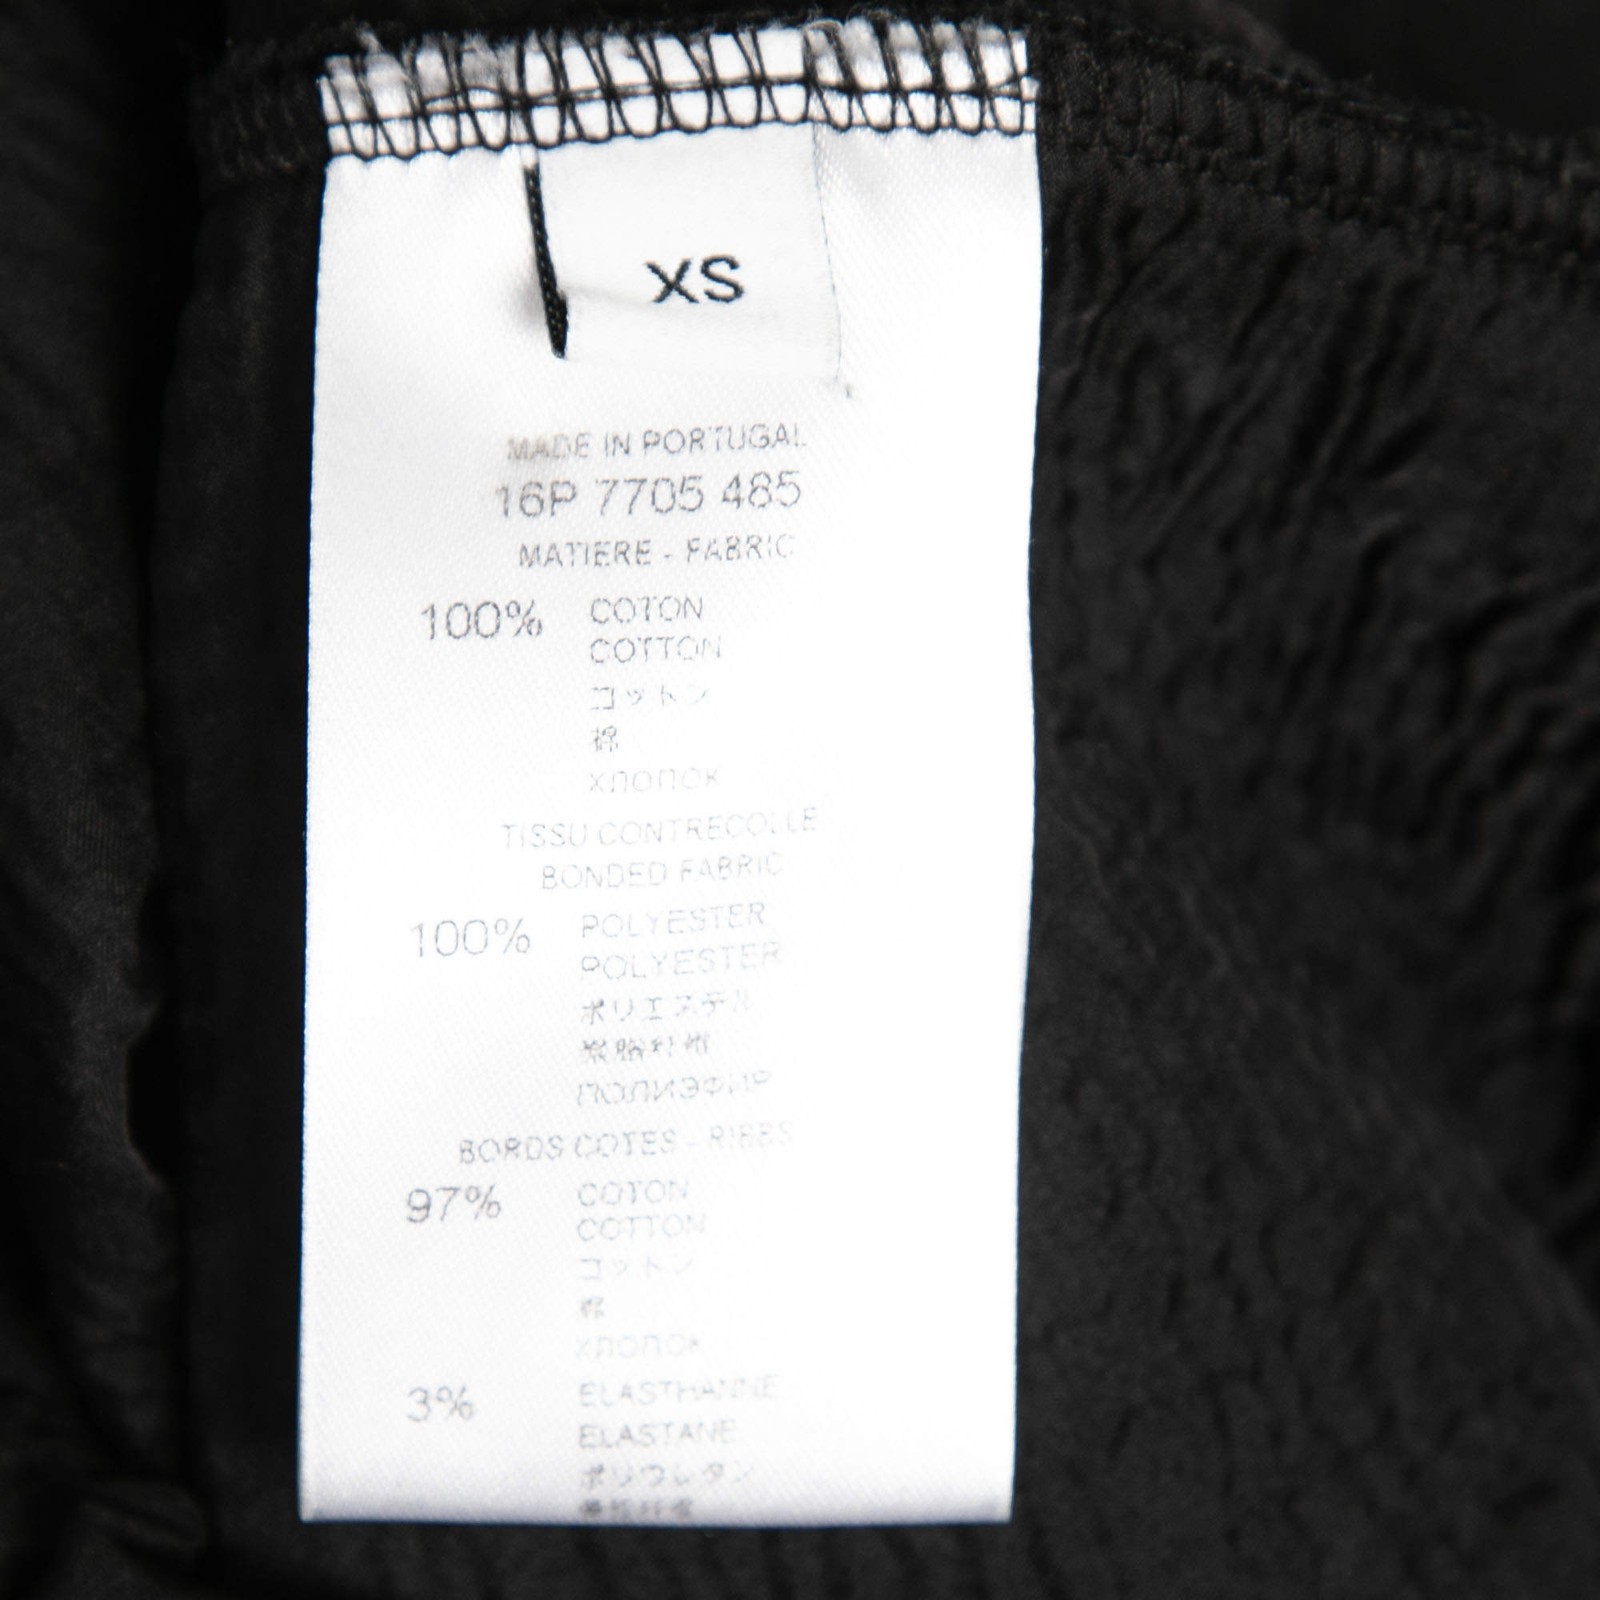 XS
MADE IN PORTUGAL
16P 7705 485
MATIERE - FABRIC
100% COTON
COTTON
コットン
棉
ХЛОПОК
TISSU CONTRECOLLE
BONDED FABRIC
100% POLYESTER
POLYESTER
ポリエステル
聚酯纤维
ПОЛИЭФИР
BORDS COTES - RIBBS
97% COTON
COTTON
コットン
棉
ХЛОПОК
3% ELASTHANNE
ELASTANE
ポリウレタン